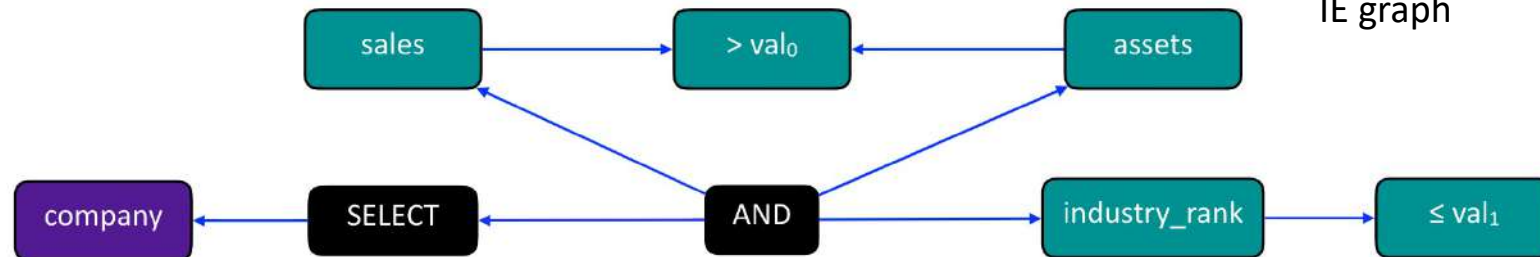 IE graph
sales
> val₀
assets
company
SELECT
AND
industry_rank
≤ val₁